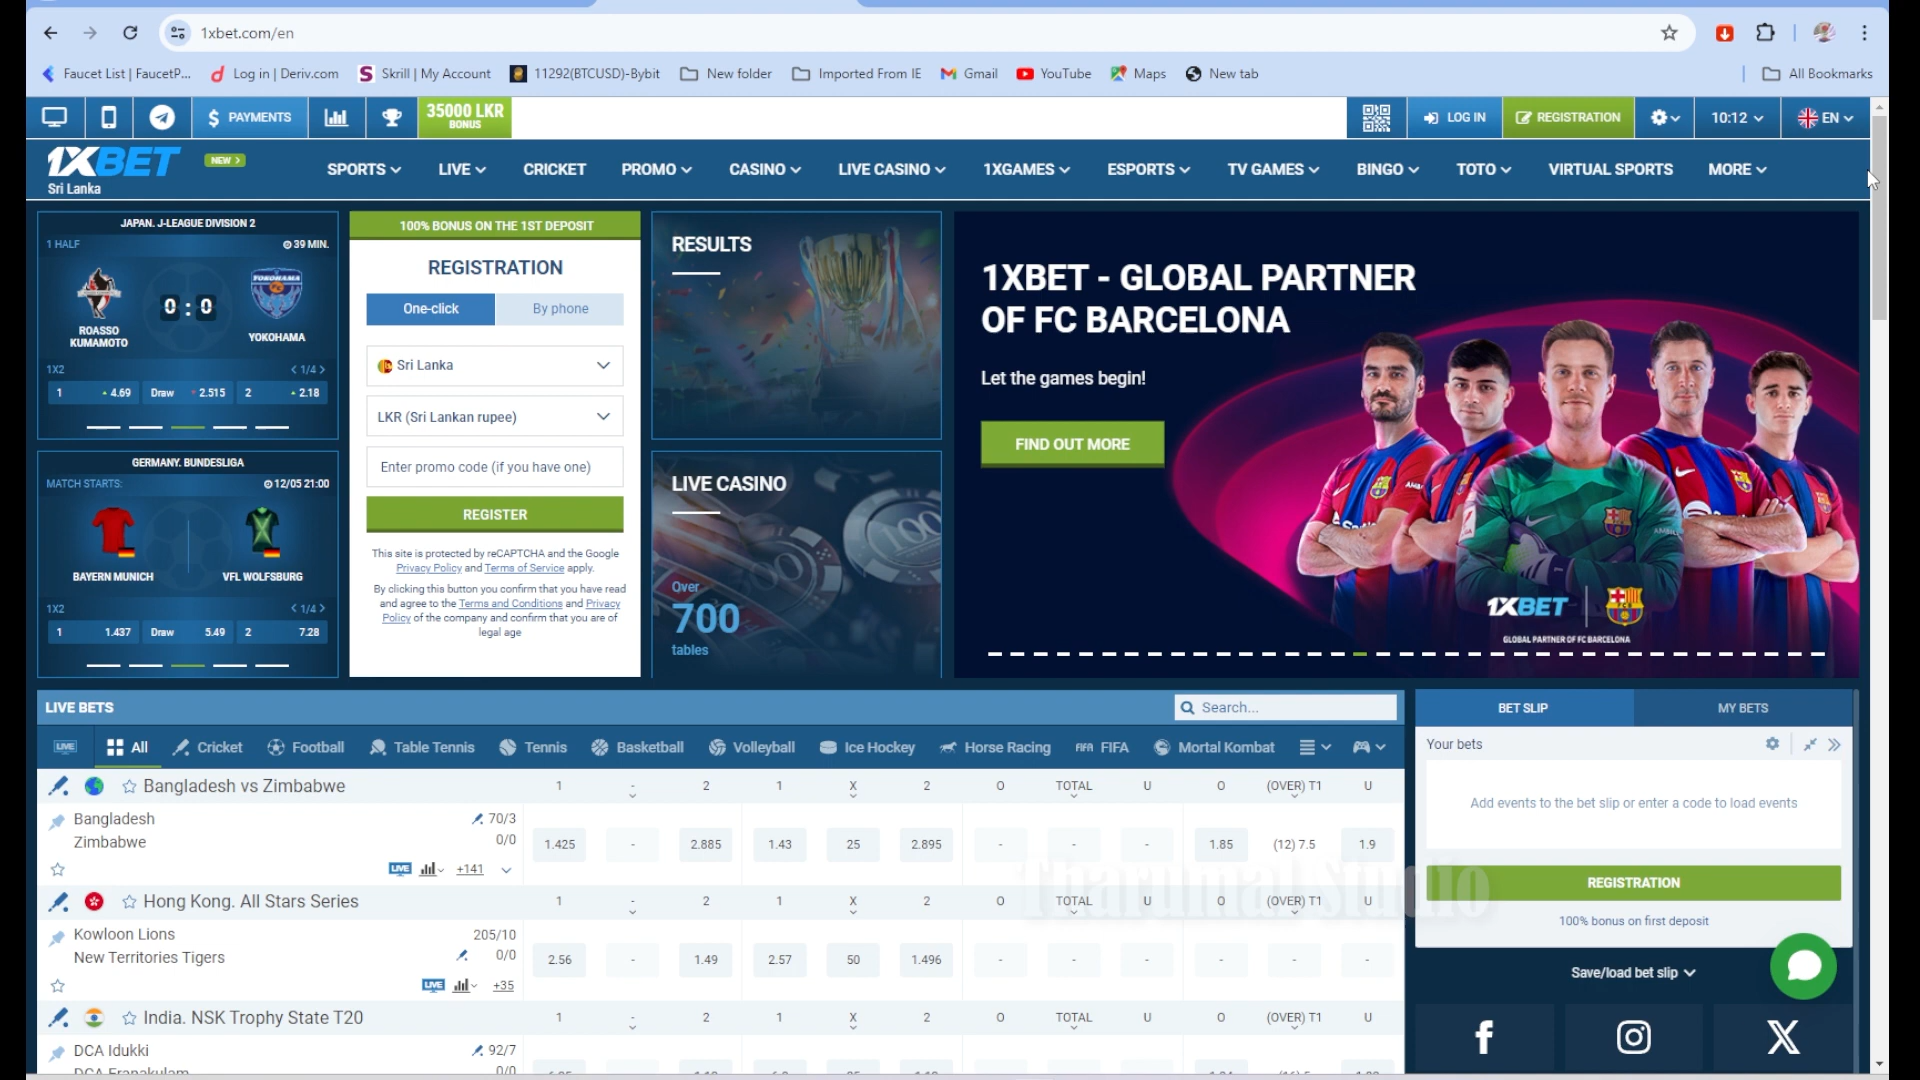 1xbet.com/en
Faucet List | FaucetP...
Log in | Deriv.com
Skrill | My Account
11292(BTCUSD)-Bybit
New folder
Imported From IE
Gmail
YouTube
Maps
New tab
All Bookmarks
$ PAYMENTS
35000 LKR
BONUS
LOG IN
REGISTRATION
10:12
EN
1XBET
Sri Lanka
NEW >
SPORTS
LIVE
CRICKET
PROMO
CASINO
LIVE CASINO
1XGAMES
ESPORTS
TV GAMES
BINGO
TOTO
VIRTUAL SPORTS
MORE
JAPAN. J-LEAGUE DIVISION 2
1 HALF
39 MIN.
ROASSO
KUMAMOTO
0 : 0
YOKOHAMA
YOKOHAMA
1X2
< 1/4 >
1 4.69 Draw 2.515 2 2.18
GERMANY. BUNDESLIGA
MATCH STARTS:
12/05 21:00
BAYERN MUNICH
VFL WOLFSBURG
1X2
< 1/4 >
1 1.437 Draw 5.49 2 7.28
100% BONUS ON THE 1ST DEPOSIT
REGISTRATION
One-click
By phone
Sri Lanka
LKR (Sri Lankan rupee)
Enter promo code (if you have one)
REGISTER
This site is protected by reCAPTCHA and the Google
Privacy Policy and Terms of Service apply.
By clicking this button you confirm that you have read
and agree to the Terms and Conditions and Privacy
Policy of the company and confirm that you are of
legal age
RESULTS
LIVE CASINO
100
Over
700
tables
1XBET - GLOBAL PARTNER
OF FC BARCELONA
Let the games begin!
FIND OUT MORE
1XBET
GLOBAL PARTNER OF FC BARCELONA
LIVE BETS
Search...
LIVE
All
Cricket
Football
Table Tennis
Tennis
Basketball
Volleyball
Ice Hockey
Horse Racing
FIFA FIFA
Mortal Kombat
Bangladesh vs Zimbabwe 1 - 2 1 X 2 O TOTAL U O (OVER) T1 U
Bangladesh 70/3
Zimbabwe 0/0
1.425 - 2.885 1.43 25 2.895 - - - 1.85 (12) 7.5 1.9
LIVE +141
Hong Kong. All Stars Series 1 - 2 1 X 2 O TOTAL U O (OVER) T1 U
Kowloon Lions 205/10
New Territories Tigers 0/0
2.56 - 1.49 2.57 50 1.496 - - - - - -
LIVE +35
India. NSK Trophy State T20 1 - 2 1 X 2 O TOTAL U O (OVER) T1 U
DCA Idukki 92/7
BET SLIP
MY BETS
Your bets
Add events to the bet slip or enter a code to load events
REGISTRATION
100% bonus on first deposit
Save/load bet slip
Tharumal Studio